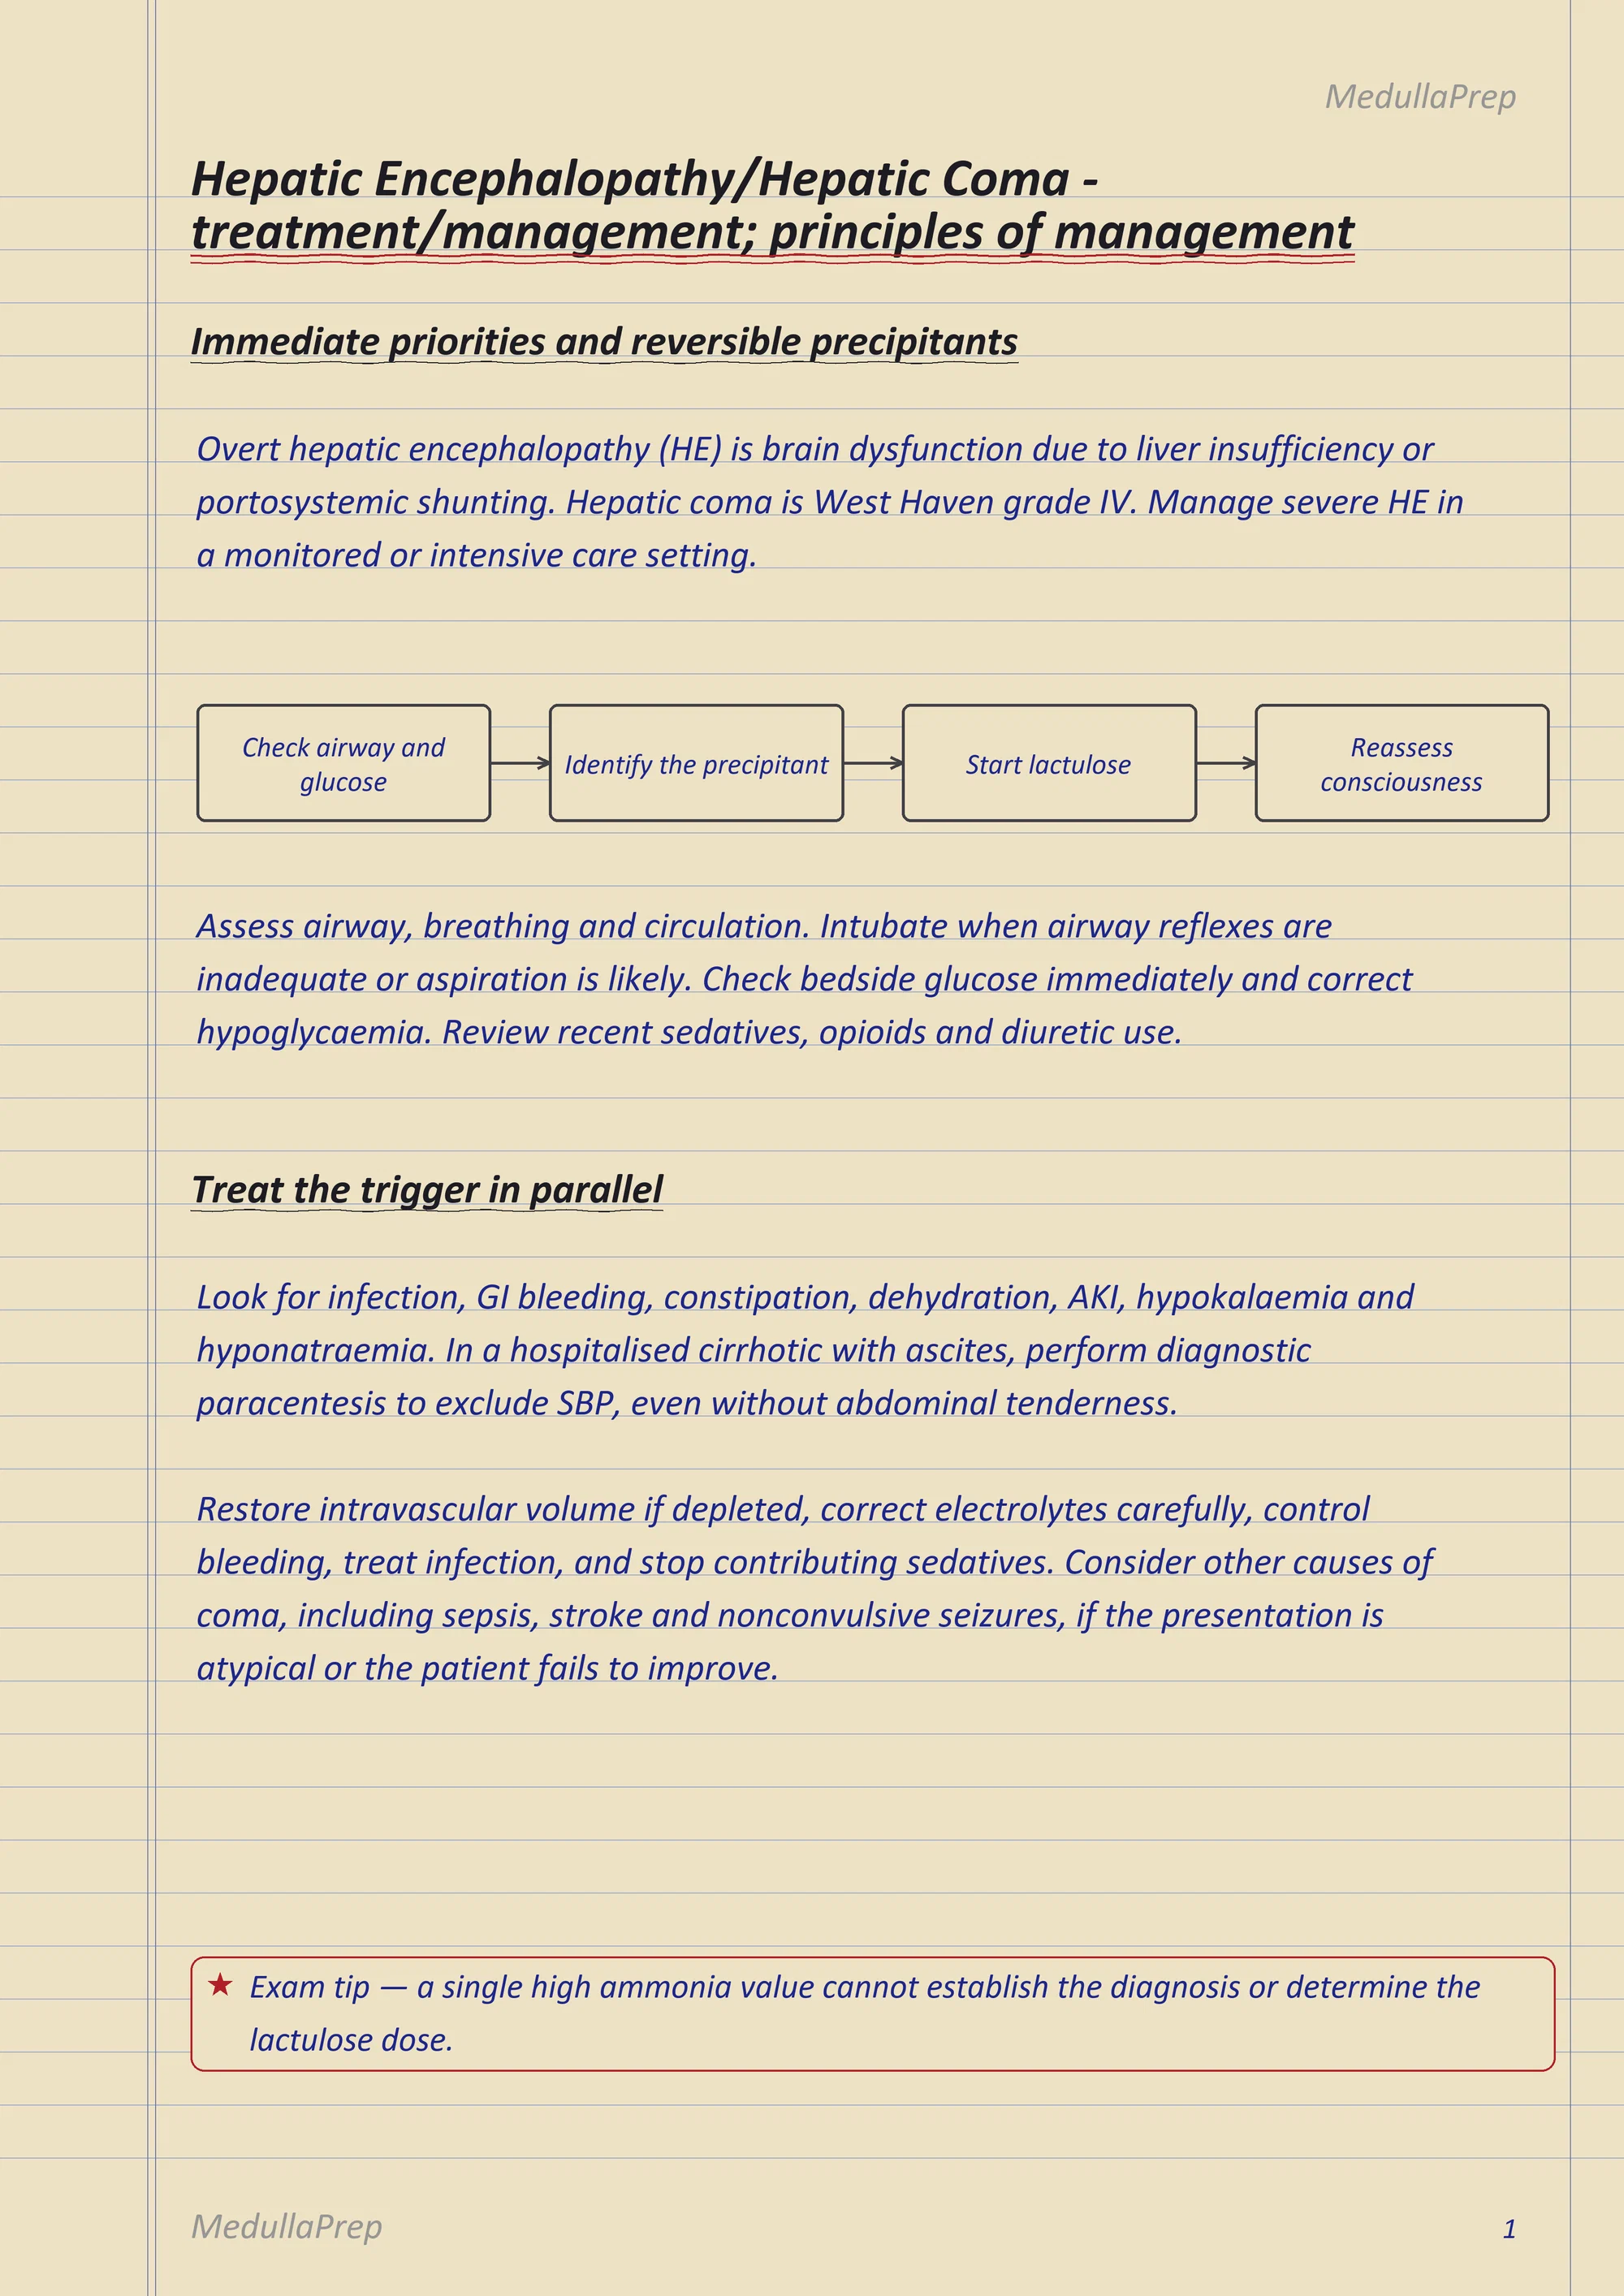 MedullaPrep
Hepatic Encephalopathy/Hepatic Coma -
treatment/management; principles of management
Immediate priorities and reversible precipitants
Overt hepatic encephalopathy (HE) is brain dysfunction due to liver insufficiency or
portosystemic shunting. Hepatic coma is West Haven grade IV. Manage severe HE in
a monitored or intensive care setting.
Check airway and
glucose
Identify the precipitant
Start lactulose
Reassess
consciousness
Assess airway, breathing and circulation. Intubate when airway reflexes are
inadequate or aspiration is likely. Check bedside glucose immediately and correct
hypoglycaemia. Review recent sedatives, opioids and diuretic use.
Treat the trigger in parallel
Look for infection, GI bleeding, constipation, dehydration, AKI, hypokalaemia and
hyponatraemia. In a hospitalised cirrhotic with ascites, perform diagnostic
paracentesis to exclude SBP, even without abdominal tenderness.
Restore intravascular volume if depleted, correct electrolytes carefully, control
bleeding, treat infection, and stop contributing sedatives. Consider other causes of
coma, including sepsis, stroke and nonconvulsive seizures, if the presentation is
atypical or the patient fails to improve.
★ Exam tip — a single high ammonia value cannot establish the diagnosis or determine the
lactulose dose.
MedullaPrep
1